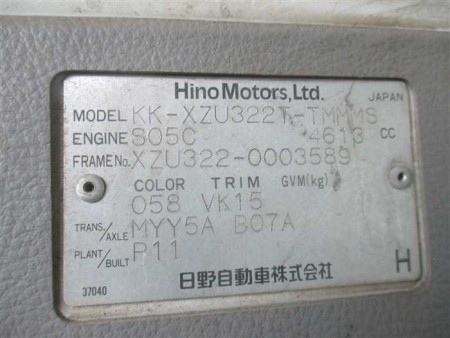 Hino Motors, Ltd. JAPAN
MODEL KK-XZU322T-TMMMS
ENGINE S05C 4613 CC
FRAME No. XZU322-0003589
COLOR TRIM GVM(kg)
058 VK15
TRANS./AXLE MYY5A B07A
PLANT/BUILT P11
日野自動車株式会社 H
37040